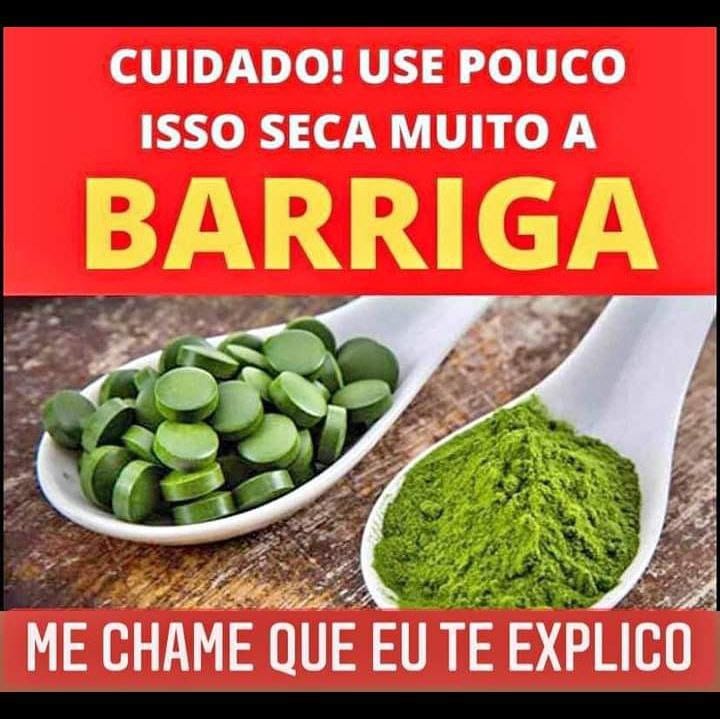 CUIDADO! USE POUCO
ISSO SECA MUITO A
BARRIGA
ME CHAME QUE EU TE EXPLICO